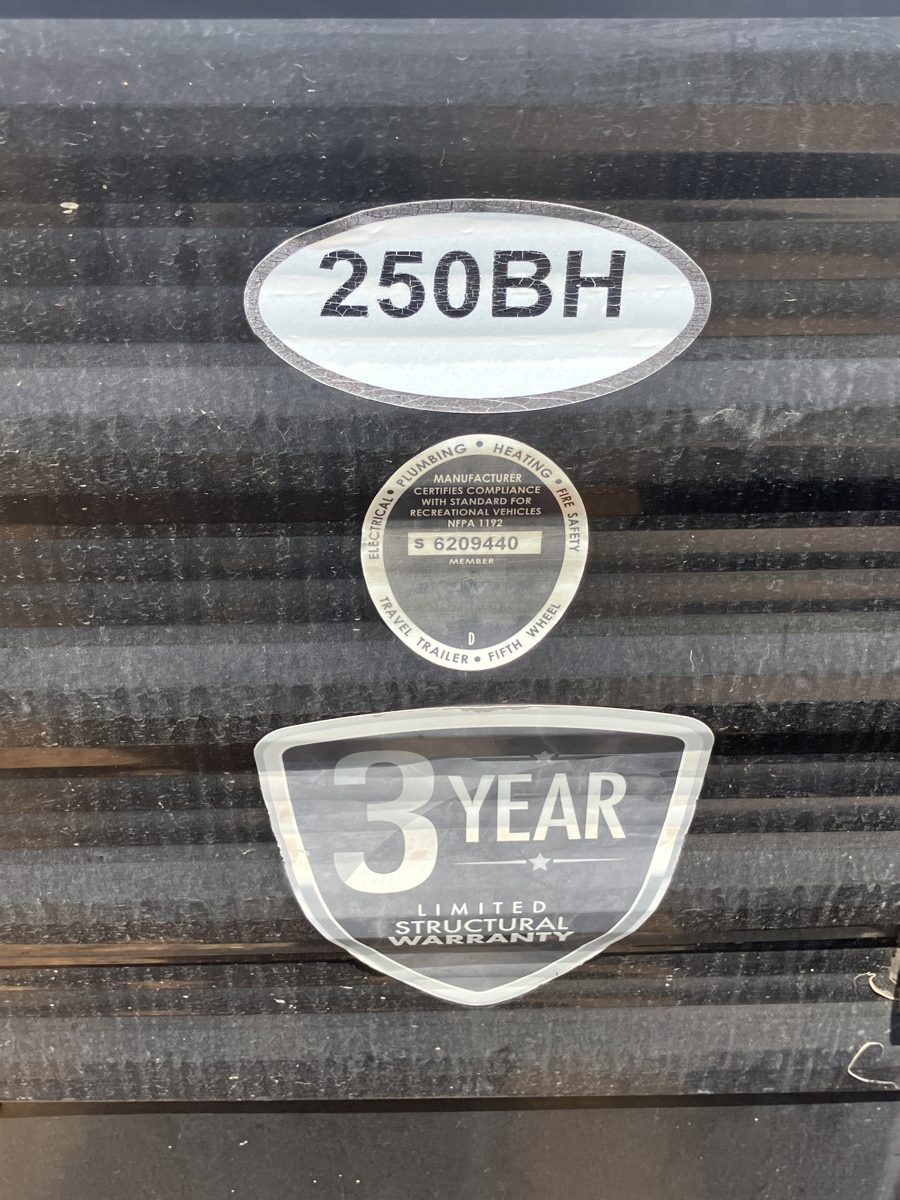 250BH
ELECTRICAL • PLUMBING • HEATING • FIRE SAFETY
MANUFACTURER
CERTIFIES COMPLIANCE
WITH STANDARD FOR
RECREATIONAL VEHICLES
NFPA 1192
S 6209440
MEMBER
D
TRAVEL TRAILER • FIFTH WHEEL
3 YEAR
LIMITED
STRUCTURAL
WARRANTY